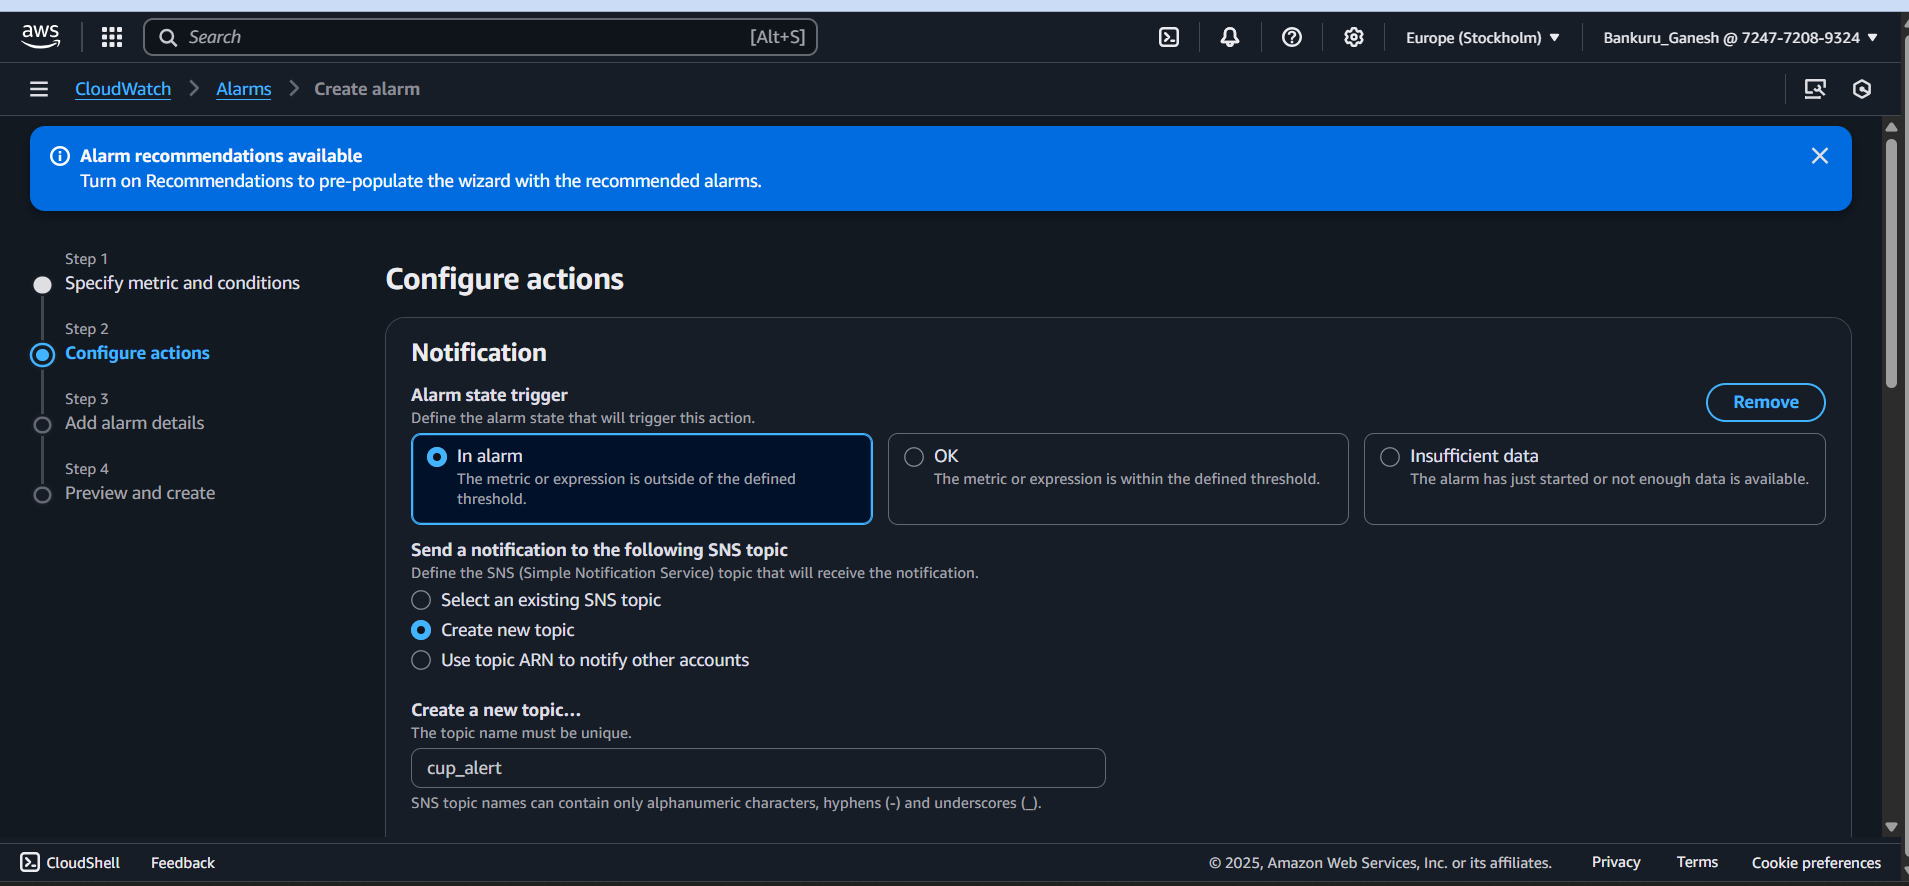 aws
Search
[Alt+S]
Europe (Stockholm)
Bankuru_Ganesh @ 7247-7208-9324
CloudWatch
Alarms
Create alarm
Alarm recommendations available
Turn on Recommendations to pre-populate the wizard with the recommended alarms.
Step 1
Specify metric and conditions
Step 2
Configure actions
Step 3
Add alarm details
Step 4
Preview and create
Configure actions
Notification
Alarm state trigger
Define the alarm state that will trigger this action.
Remove
In alarm
The metric or expression is outside of the defined
threshold.
OK
The metric or expression is within the defined threshold.
Insufficient data
The alarm has just started or not enough data is available.
Send a notification to the following SNS topic
Define the SNS (Simple Notification Service) topic that will receive the notification.
Select an existing SNS topic
Create new topic
Use topic ARN to notify other accounts
Create a new topic…
The topic name must be unique.
cup_alert
SNS topic names can contain only alphanumeric characters, hyphens (-) and underscores (_).
CloudShell
Feedback
© 2025, Amazon Web Services, Inc. or its affiliates.
Privacy
Terms
Cookie preferences